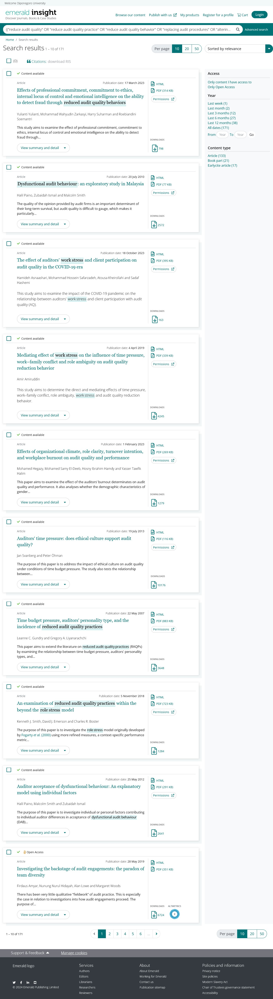 Welcome Diponegoro University
emerald insight
Discover Journals, Books & Case Studies
Browse our content
Publish with us
My products
Register for a profile
Cart
Login
(("reduce audit quality" OR "reduce audit quality practice" OR "reduce audit quality behavior" OR "replacing audit procedures" OR "alterin...
Advanced search
Home / Search results
Search results 1 – 10 of 171
Per page 10 20 50
Sorted by relevance
(0)
Citations: download RIS
Content available
Article
Publication date: 17 March 2023
Effects of professional commitment, commitment to ethics,
internal locus of control and emotional intelligence on the ability
to detect fraud through reduced audit quality behaviors
Yulianti Yulianti, Mohammad Wahyudin Zarkasyi, Harry Suharman and Roebiandini
Soemantri
This study aims to examine the effect of professional commitment, commitment to
ethics, internal locus of control and emotional intelligence on the ability to detect
fraud through…
View summary and detail
HTML
PDF (314 KB)
Permissions
DOWNLOADS
798
Content available
Article
Publication date: 20 July 2010
Dysfunctional audit behaviour: an exploratory study in Malaysia
Halil Paino, Zubaidah Ismail and Malcolm Smith
The quality of the opinion provided by audit firms is an important determinant of
their long‐term survival, but audit quality is difficult to gauge, which makes it
particularly…
View summary and detail
HTML
PDF (77 KB)
Permissions
DOWNLOADS
2572
Content available
Article
Publication date: 18 October 2023
The effect of auditors' work stress and client participation on
audit quality in the COVID-19 era
Hamideh Asnaashari, Mohammad Hossein Safarzadeh, Atousa Kheirollahi and Sadaf
Hashemi
This study aims to examine the impact of the COVID-19 pandemic on the
relationship between auditors' work stress and client participation with audit
quality (AQ).
View summary and detail
HTML
PDF (395 KB)
Permissions
DOWNLOADS
163
Content available
Article
Publication date: 4 April 2019
Mediating effect of work stress on the influence of time pressure,
work–family conflict and role ambiguity on audit quality
reduction behavior
Amir Amiruddin
This study aims to determine the direct and mediating effects of time pressure,
work–family conflict, role ambiguity, work stress and audit quality reduction
behavior.
View summary and detail
HTML
PDF (339 KB)
Permissions
DOWNLOADS
4245
Content available
Article
Publication date: 1 February 2023
Effects of organizational climate, role clarity, turnover intention,
and workplace burnout on audit quality and performance
Mohamed Hegazy, Mohamed Samy El-Deeb, Hosny Ibrahim Hamdy and Yasser Tawfik
Halim
This paper aims to examine the effect of the auditors' burnout determinates on audit
quality and performance. It also analyses whether the demographic characteristics of
gender…
View summary and detail
HTML
PDF (269 KB)
Permissions
DOWNLOADS
1279
Content available
Article
Publication date: 19 July 2013
Auditors' time pressure: does ethical culture support audit
quality?
Jan Svanberg and Peter Öhman
The purpose of this paper is to address the impact of ethical culture on audit quality
under conditions of time budget pressure. The study also tests the relationship
between…
View summary and detail
HTML
PDF (116 KB)
Permissions
DOWNLOADS
10176
Content available
Article
Publication date: 22 May 2007
Time budget pressure, auditors' personality type, and the
incidence of reduced audit quality practices
Leanne C. Gundry and Gregory A. Liyanarachchi
This paper aims to extend the literature on reduced audit quality practices (RAQPs)
by examining the relationship between time budget pressure, auditors' personality
types, and…
View summary and detail
HTML
PDF (883 KB)
Permissions
DOWNLOADS
3648
Content available
Article
Publication date: 5 November 2018
An examination of reduced audit quality practices within the
beyond the role stress model
Kenneth J. Smith, David J. Emerson and Charles R. Boster
The purpose of this paper is to investigate the role stress model originally developed
by Fogarty et al. (2000) using more refined measures, a context-specific performance
metric…
View summary and detail
HTML
PDF (723 KB)
Permissions
DOWNLOADS
1284
Content available
Article
Publication date: 25 May 2012
Auditor acceptance of dysfunctional behaviour: An explanatory
model using individual factors
Halil Paino, Malcolm Smith and Zubaidah Ismail
The purpose of this paper is to investigate individual or personal factors contributing
to individual auditor differences in acceptance of dysfunctional audit behaviour
(DAB)…
View summary and detail
HTML
PDF (291 KB)
Permissions
DOWNLOADS
2641
Open Access
Article
Publication date: 28 May 2019
Investigating the backstage of audit engagements: the paradox of
team diversity
Firdaus Amyar, Nunung Nurul Hidayah, Alan Lowe and Margaret Woods
There has been very little qualitative "fieldwork" of audit practice. This is especially
the case in relation to investigations into how audit engagements proceed. The
purpose of…
View summary and detail
HTML
PDF (351 KB)
DOWNLOADS
6724
ALTMETRICS
2
Access
Only content I have access to
Only Open Access
Year
Last week (1)
Last month (2)
Last 3 months (12)
Last 6 months (27)
Last 12 months (38)
All dates (171)
From Year To Year Go
Content type
Article (133)
Book part (21)
Earlycite article (17)
1 – 10 of 171
1 2 3 4 5 6 ...
Per page 10 20 50
Support & Feedback
Manage cookies
Emerald logo
© 2024 Emerald Publishing Limited
Services
Authors
Editors
Librarians
Researchers
Reviewers
About
About Emerald
Working for Emerald
Contact us
Publication sitemap
Policies and information
Privacy notice
Site policies
Modern Slavery Act
Chair of Trustees governance statement
Accessibility